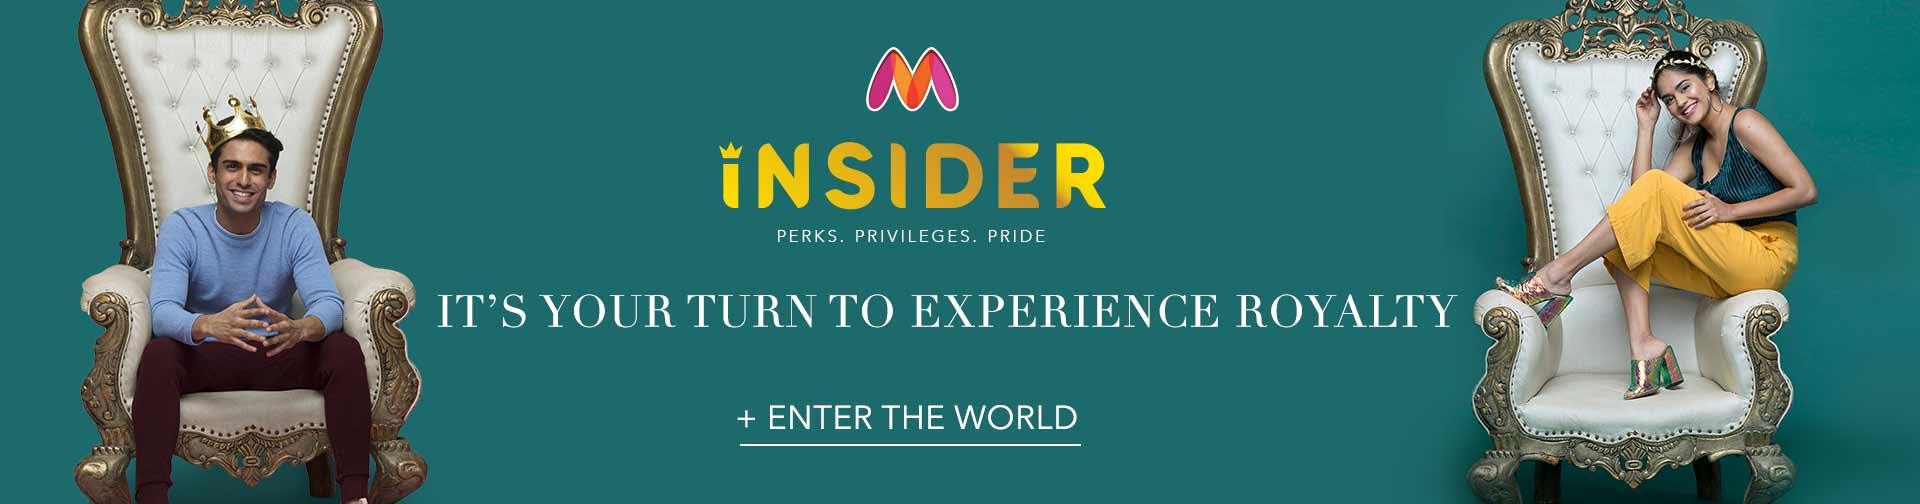 INSIDER
PERKS. PRIVILEGES. PRIDE
IT'S YOUR TURN TO EXPERIENCE ROYALTY
+ ENTER THE WORLD